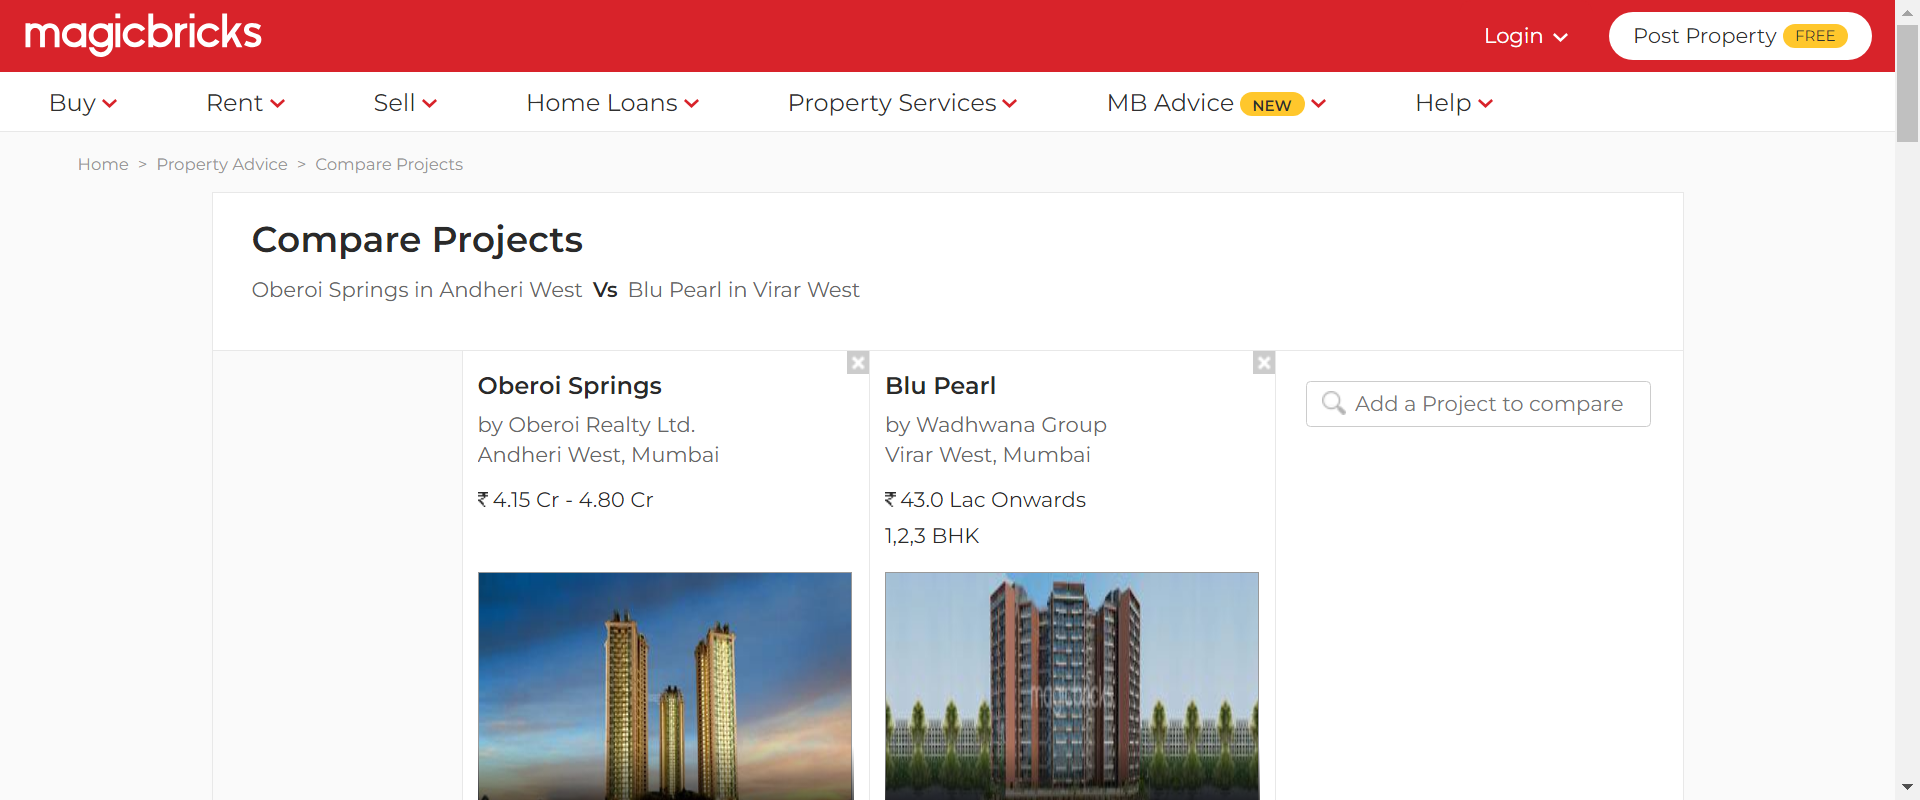 magicbricks
Login
Post Property FREE
Buy
Rent
Sell
Home Loans
Property Services
MB Advice NEW
Help
Home > Property Advice > Compare Projects
Compare Projects
Oberoi Springs in Andheri West Vs Blu Pearl in Virar West
Oberoi Springs
by Oberoi Realty Ltd.
Andheri West, Mumbai
₹ 4.15 Cr - 4.80 Cr
Blu Pearl
by Wadhwana Group
Virar West, Mumbai
₹ 43.0 Lac Onwards
1,2,3 BHK
magicbricks
Add a Project to compare